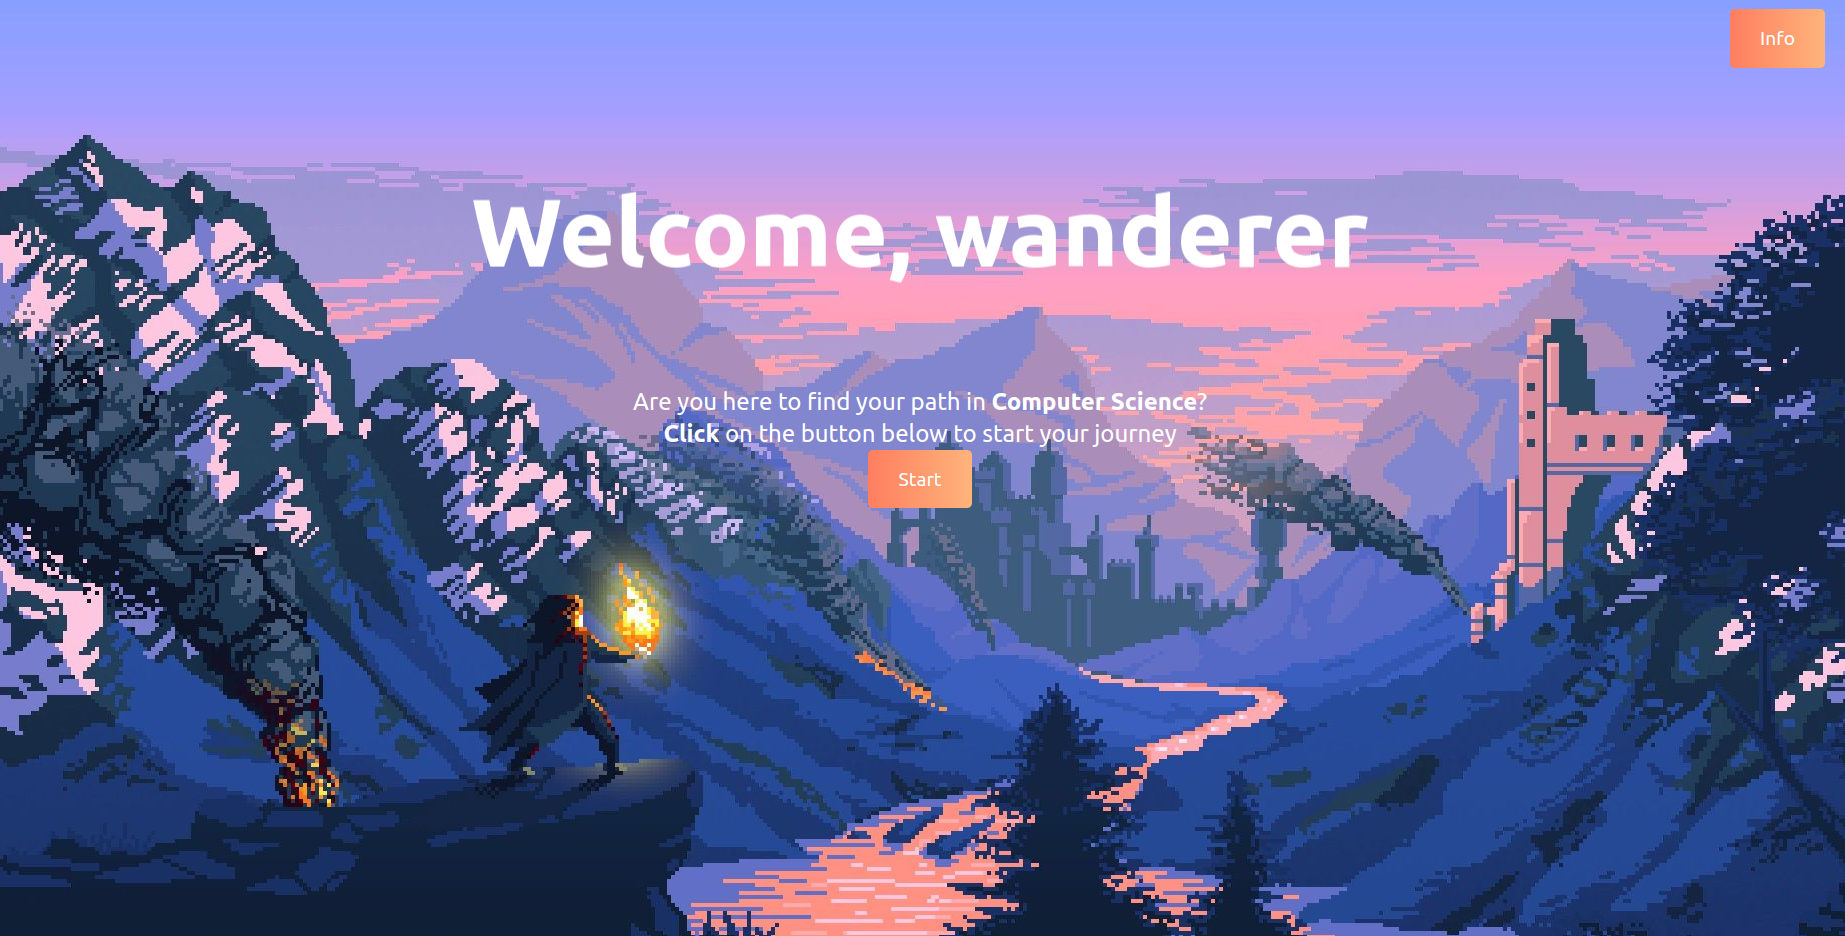 Info
Welcome, wanderer
Are you here to find your path in Computer Science?
Click on the button below to start your journey
Start